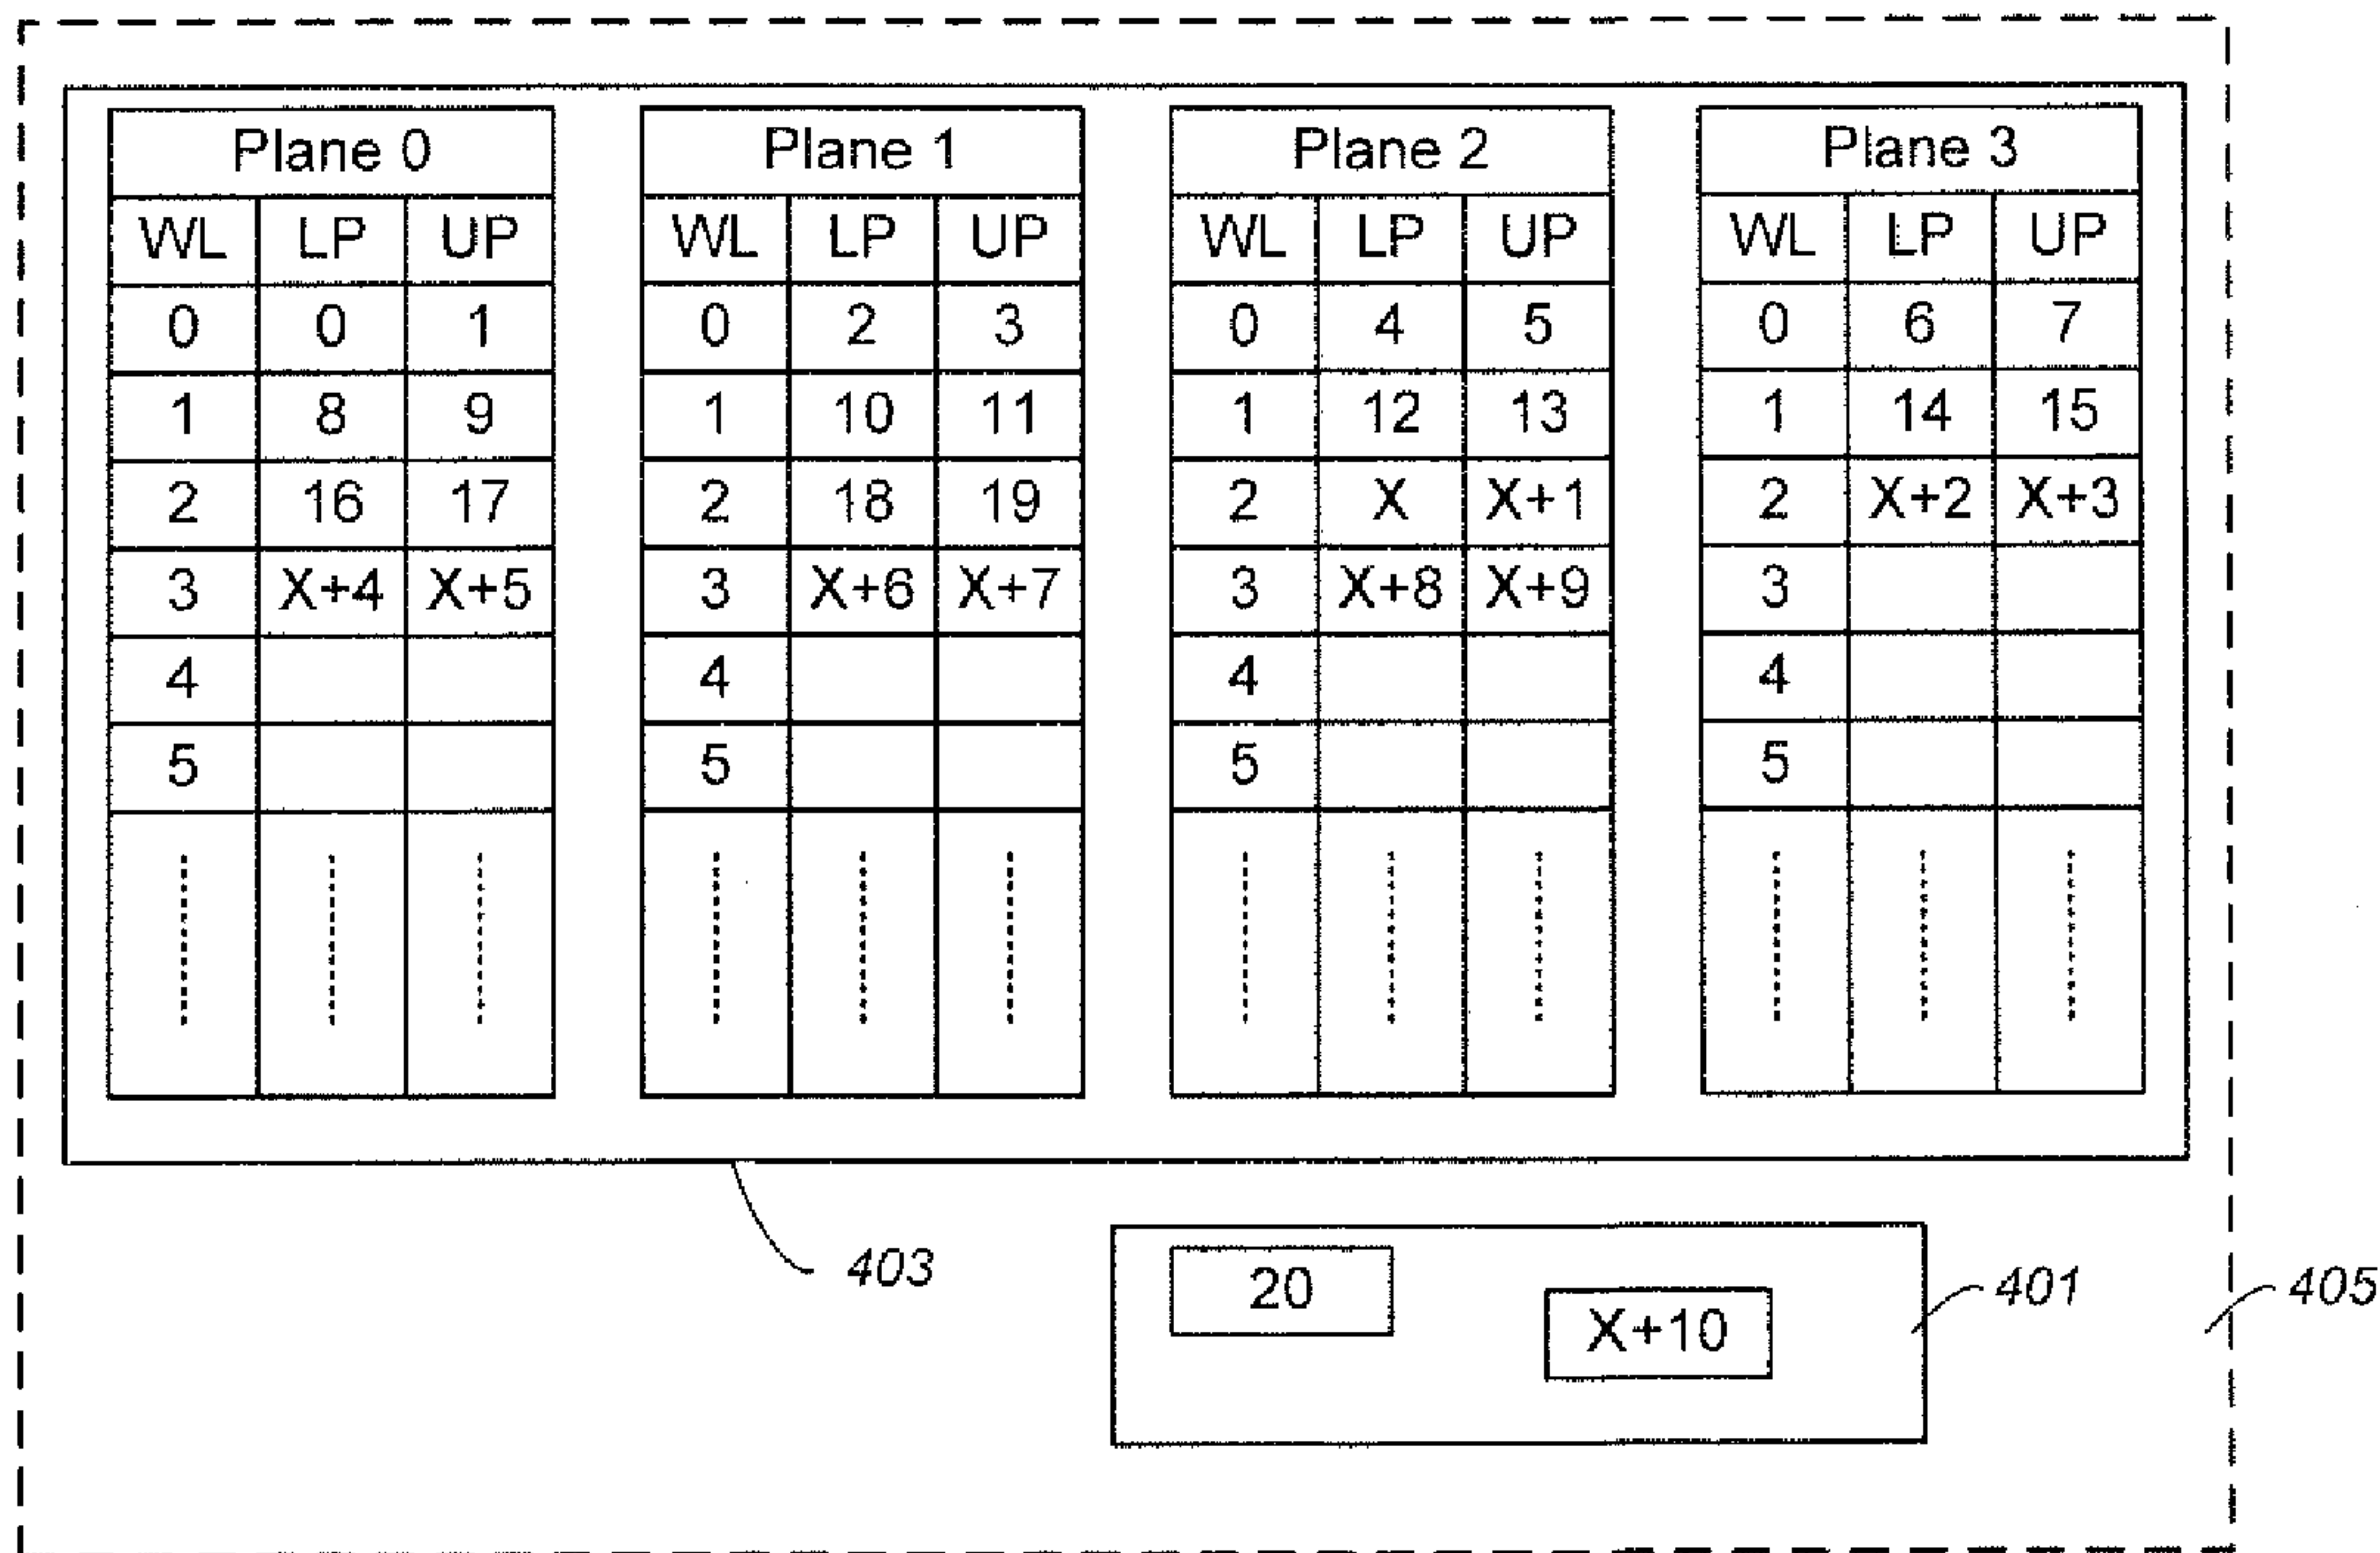 Plane 0 Plane 1 Plane 2 Plane 3
WL LP UP WL LP UP WL LP UP WL LP UP
0 0 1 0 2 3 0 4 5 0 6 7
1 8 9 1 10 11 1 12 13 1 14 15
2 16 17 2 18 19 2 X X+1 2 X+2 X+3
3 X+4 X+5 3 X+6 X+7 3 X+8 X+9 3
4 4 4 4
5 5 5 5
403
20
X+10
401
405